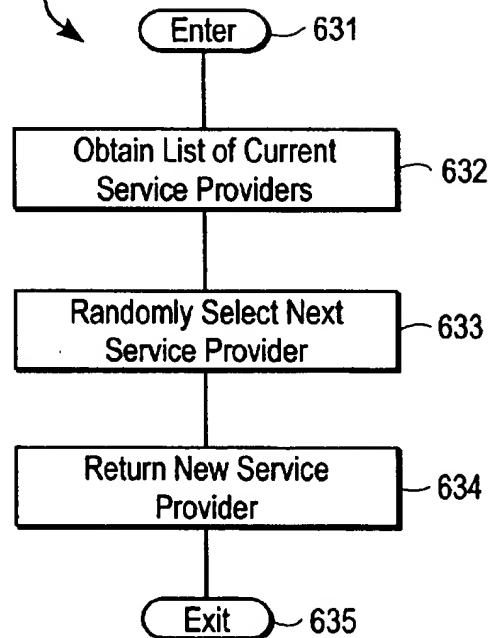 Enter
631
Obtain List of Current
Service Providers
632
Randomly Select Next
Service Provider
633
Return New Service
Provider
634
Exit
635